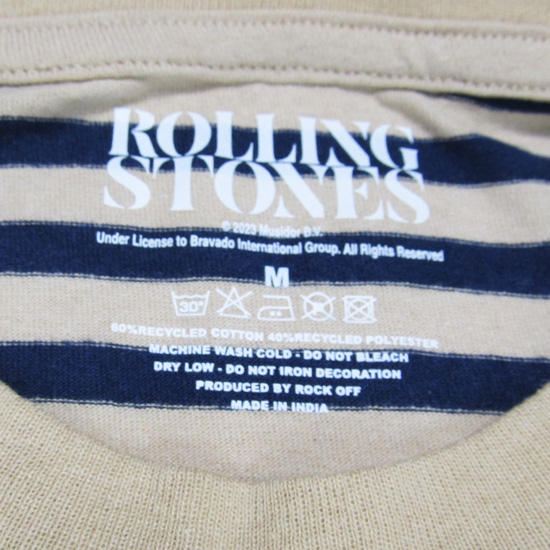 ROLLING
STONES
© 2023 Musidor B.V.
Under License to Bravado International Group. All Rights Reserved
M
30°
60%RECYCLED COTTON 40%RECYCLED POLYESTER
MACHINE WASH COLD - DO NOT BLEACH
DRY LOW - DO NOT IRON DECORATION
PRODUCED BY ROCK OFF
MADE IN INDIA